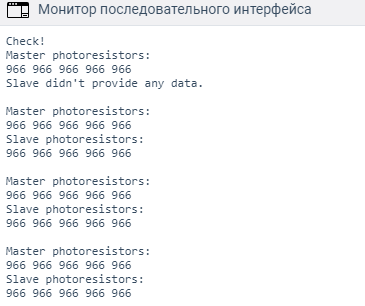 Монитор последовательного интерфейса
Check!
Master photoresistors:
966 966 966 966 966
Slave didn't provide any data.
Master photoresistors:
966 966 966 966 966
Slave photoresistors:
966 966 966 966 966
Master photoresistors:
966 966 966 966 966
Slave photoresistors:
966 966 966 966 966
Master photoresistors:
966 966 966 966 966
Slave photoresistors:
966 966 966 966 966